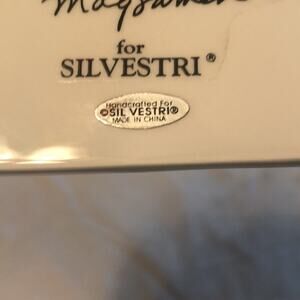 for
SILVESTRI®
Handcrafted For
SILVESTRI®
MADE IN CHINA